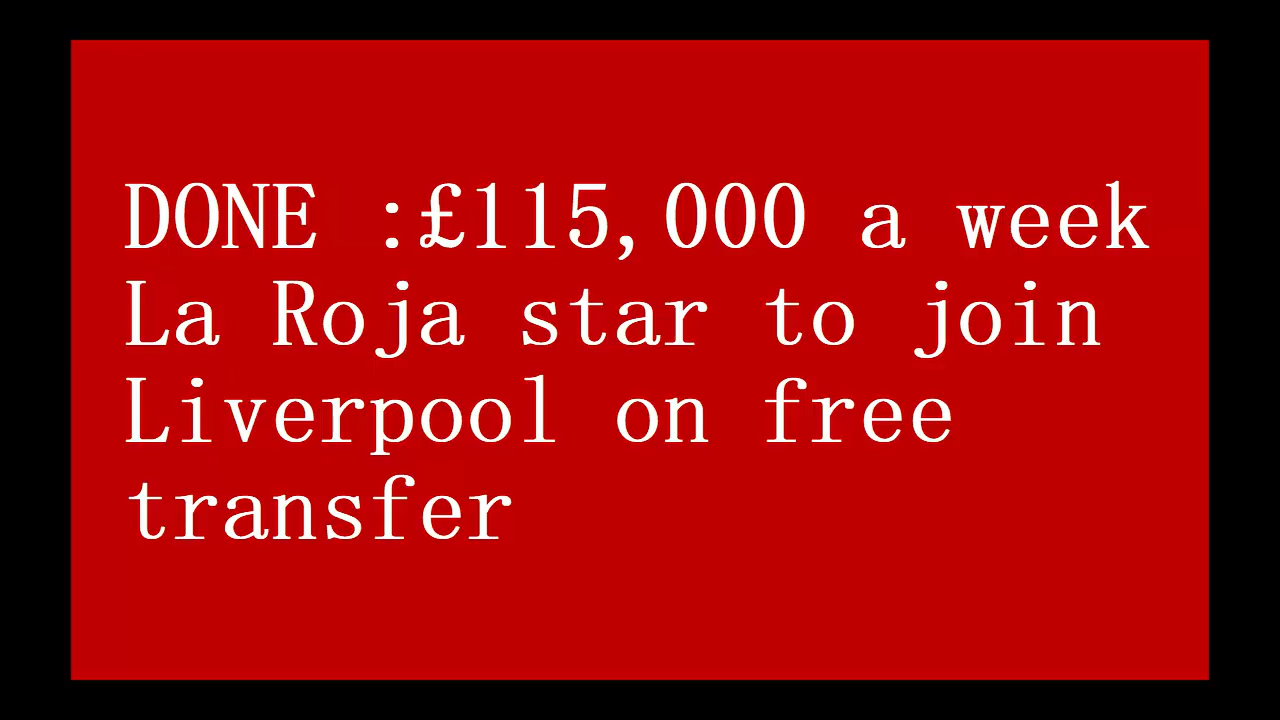 DONE :£115,000 a week
La Roja star to join
Liverpool on free
transfer